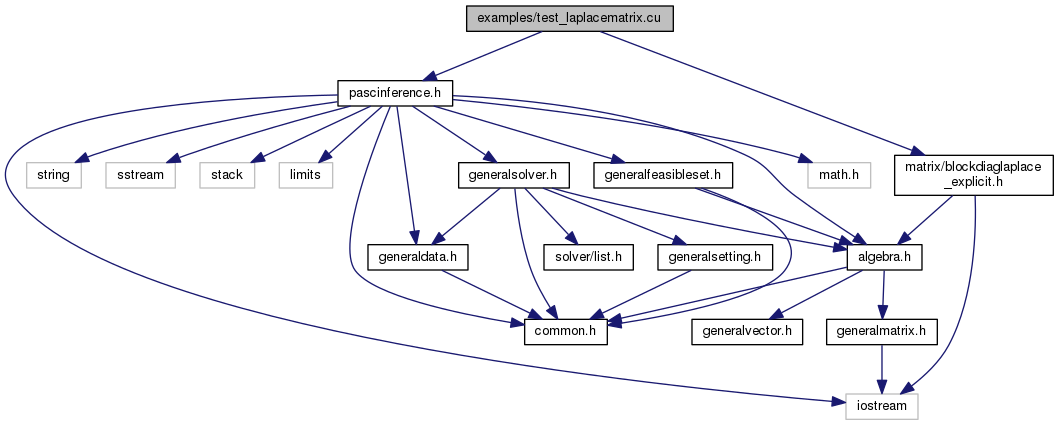 examples/test_laplacematrix.cu
pascinference.h
string
sstream
stack
limits
generalsolver.h
generalfeasibleset.h
math.h
matrix/blockdiaglaplace
_explicit.h
generaldata.h
solver/list.h
generalsetting.h
algebra.h
common.h
generalvector.h
generalmatrix.h
iostream